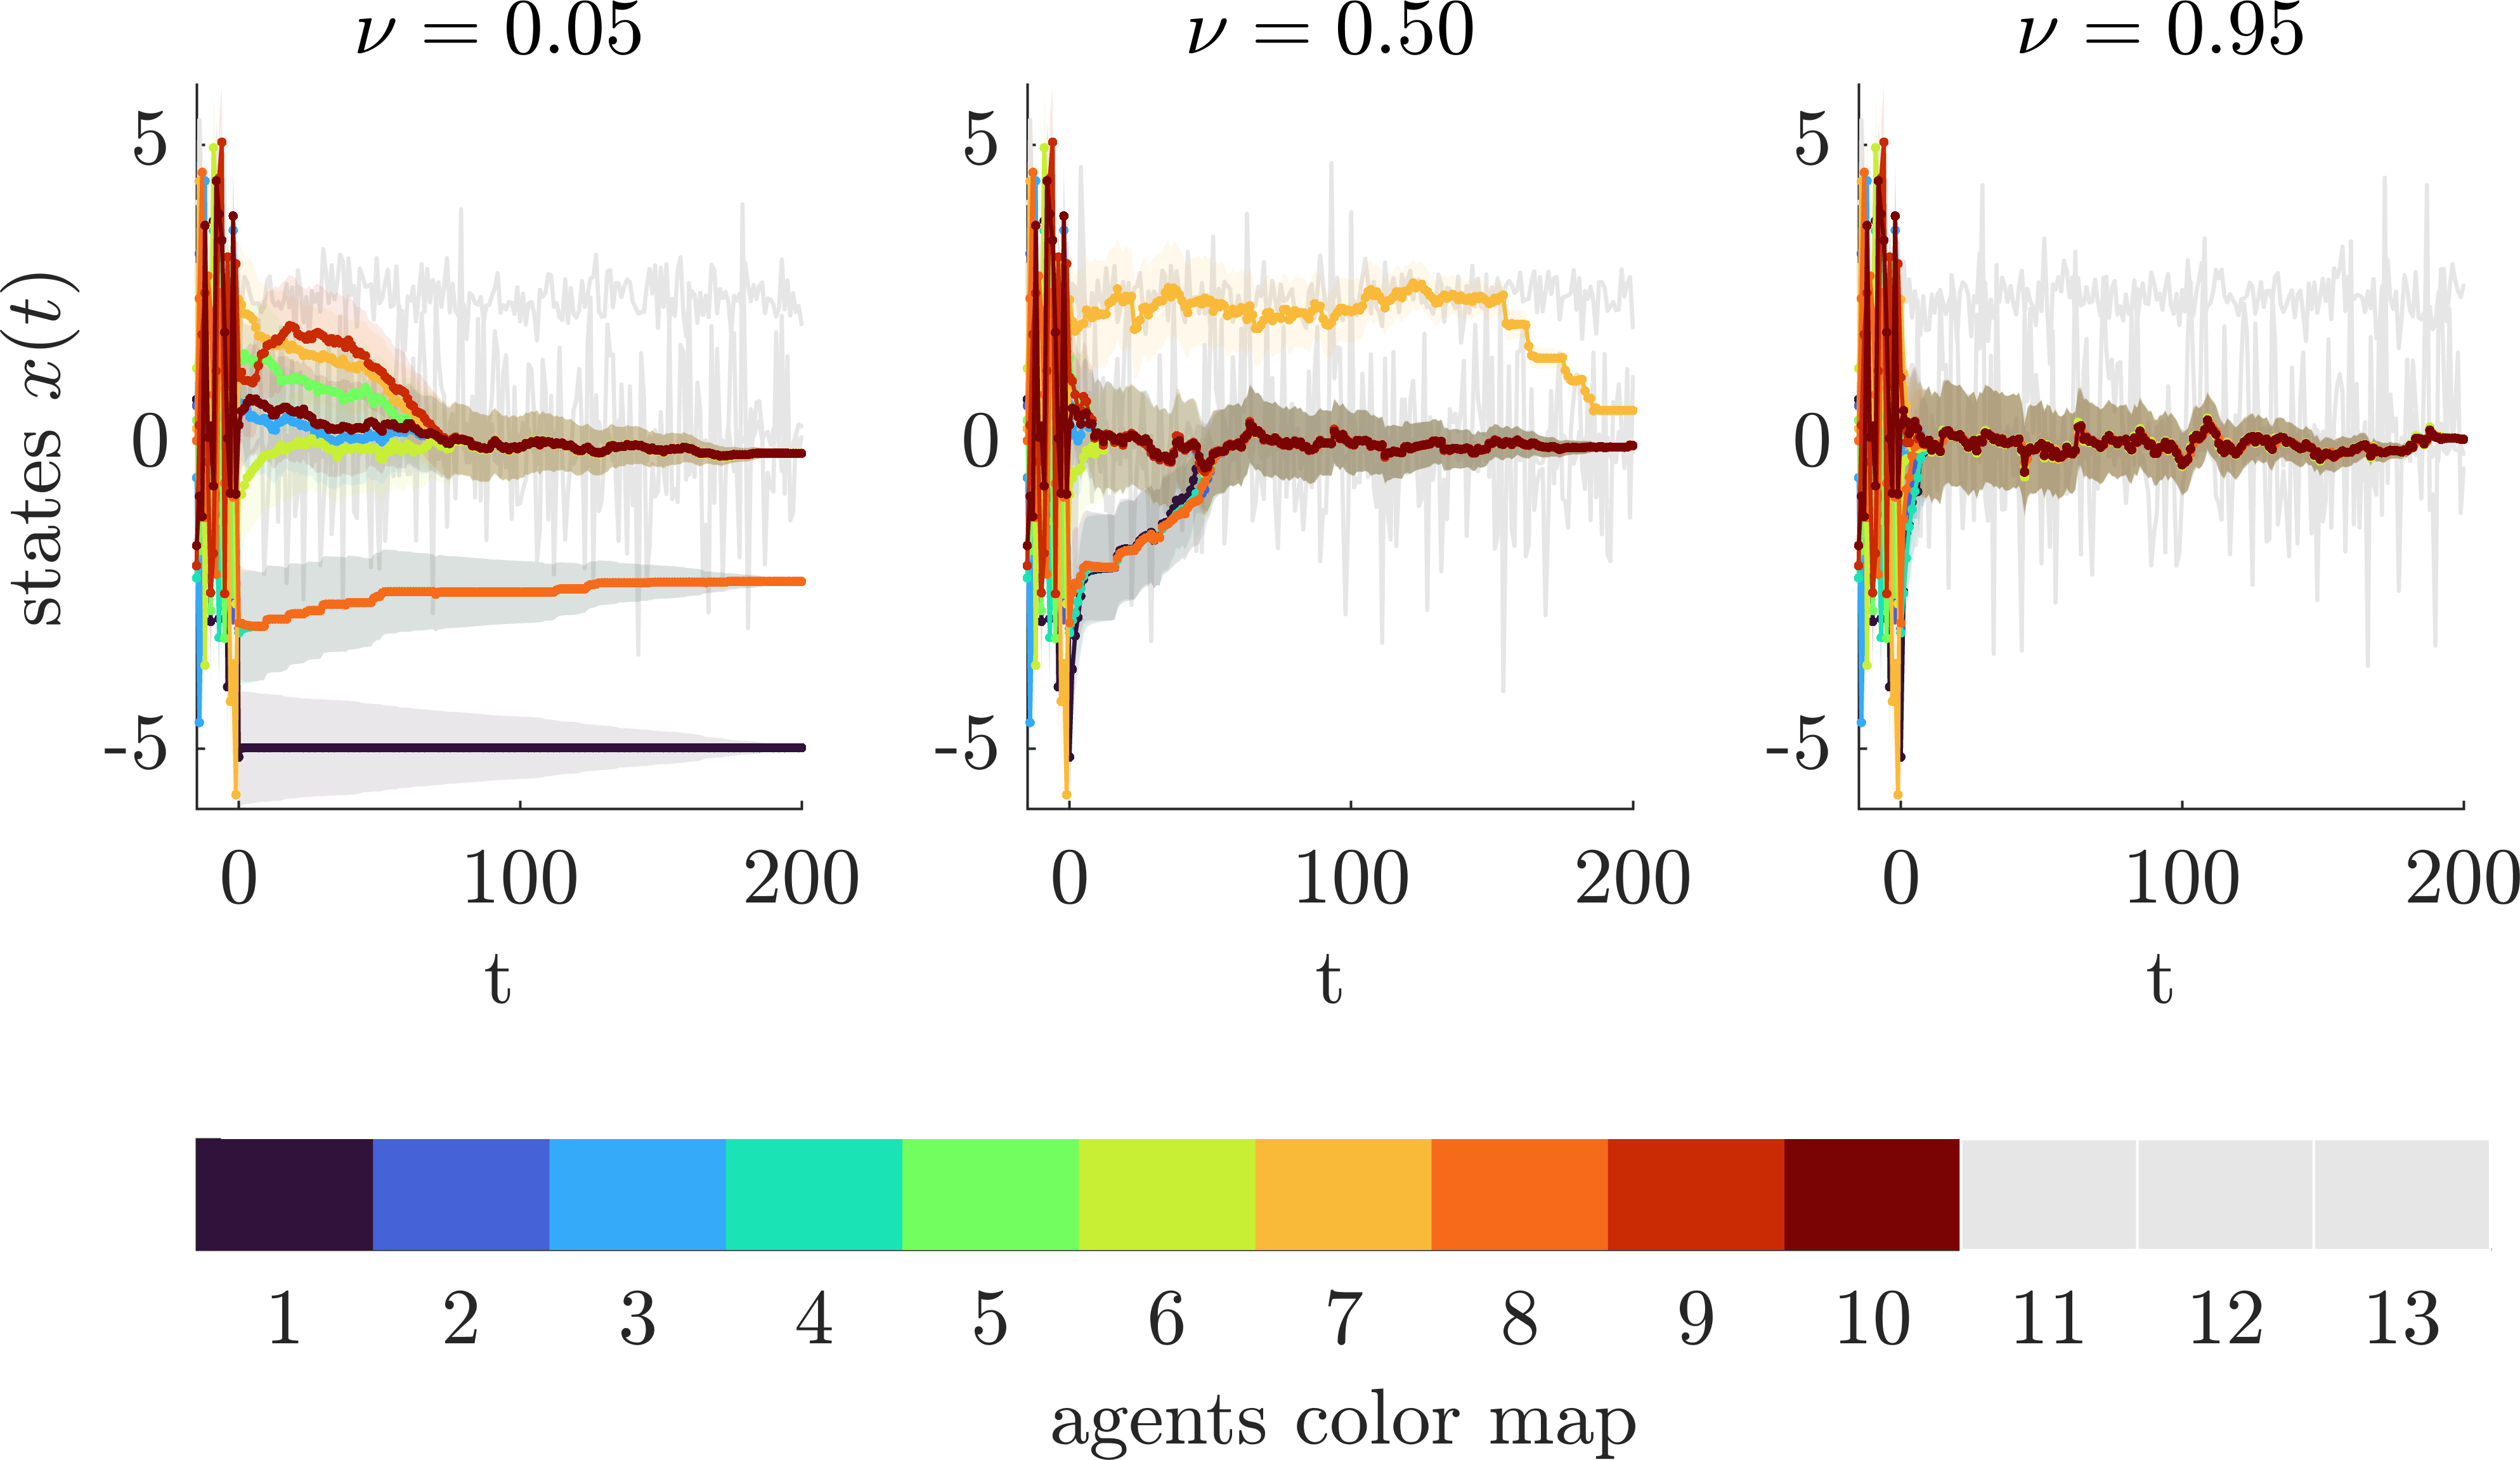 ν = 0.05 ν = 0.50 ν = 0.95
5 5 5
states x(t) 0 0 0
-5 -5 -5
0 100 200 0 100 200 0 100 200
t t t
1 2 3 4 5 6 7 8 9 10 11 12 13
agents color map